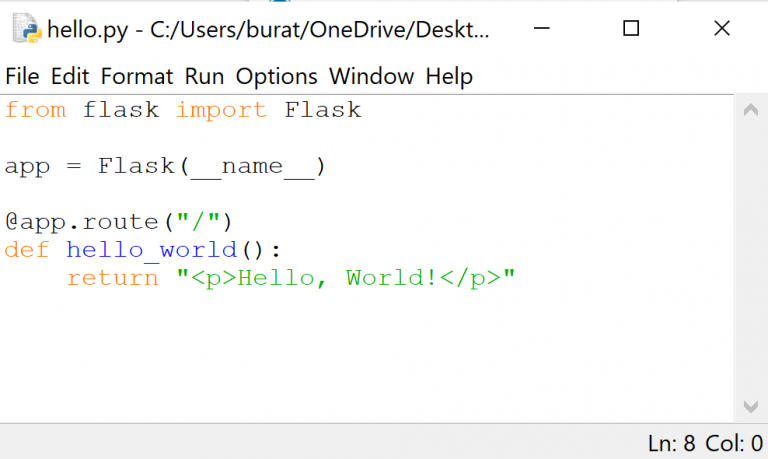 hello.py - C:/Users/burat/OneDrive/Deskt...
File Edit Format Run Options Window Help
from flask import Flask
app = Flask(__name__)
@app.route("/")
def hello_world():
    return "<p>Hello, World!</p>"
Ln: 8 Col: 0